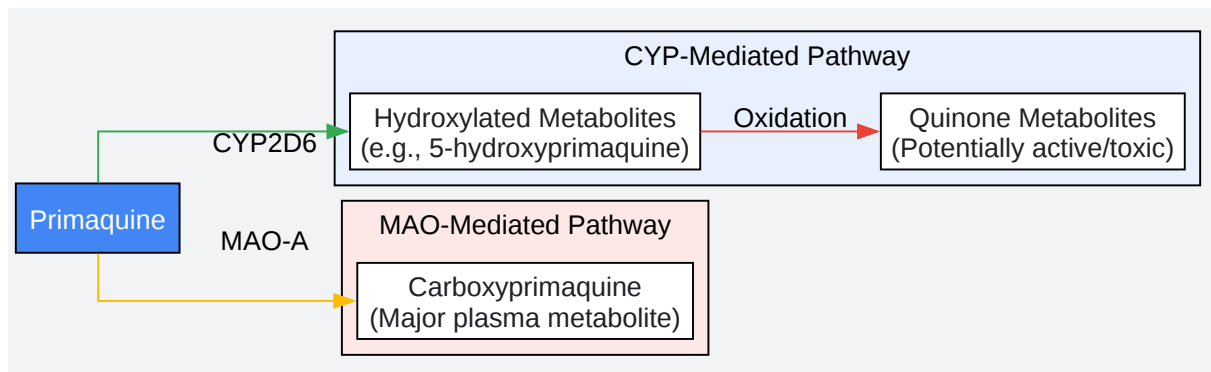 CYP-Mediated Pathway
Hydroxylated Metabolites
(e.g., 5-hydroxyprimaquine)
Oxidation
Quinone Metabolites
(Potentially active/toxic)
CYP2D6
Primaquine
MAO-A
MAO-Mediated Pathway
Carboxyprimaquine
(Major plasma metabolite)